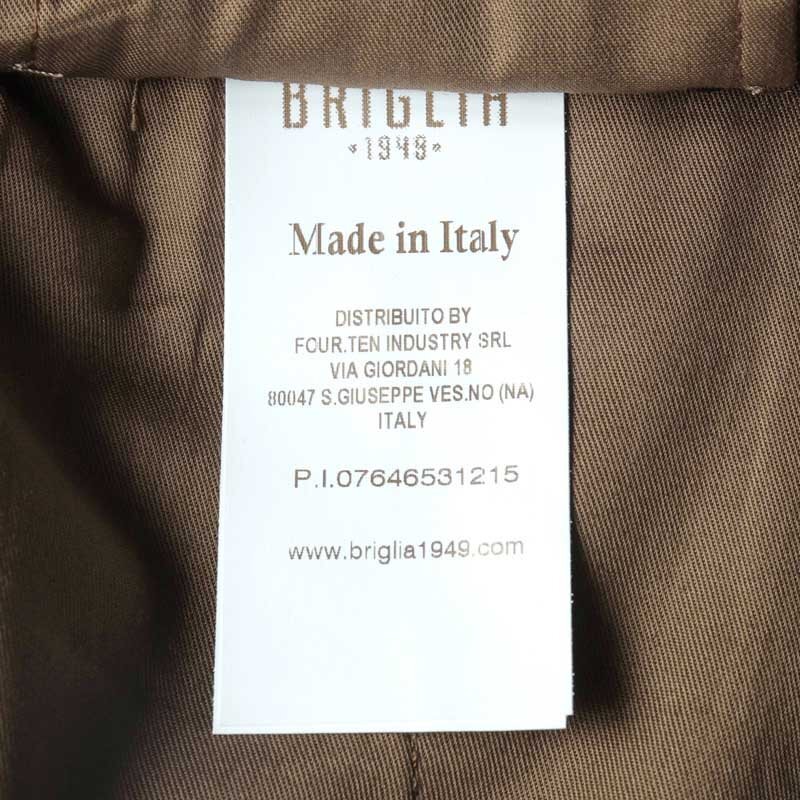 BRIGLIA
•1949•
Made in Italy
DISTRIBUITO BY
FOUR.TEN INDUSTRY SRL
VIA GIORDANI 18
80047 S.GIUSEPPE VES.NO (NA)
ITALY
P.I.07646531215
www.briglia1949.com